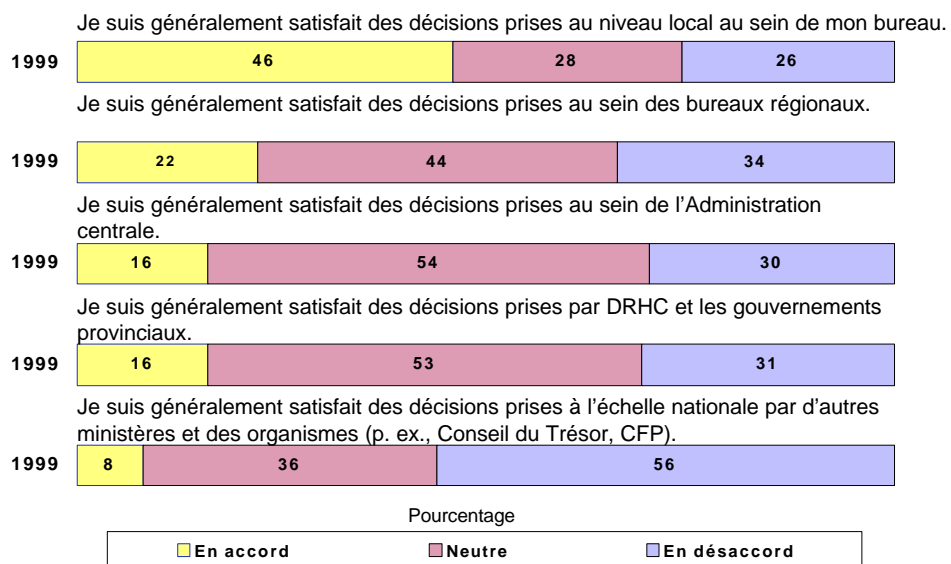 Je suis généralement satisfait des décisions prises au niveau local au sein de mon bureau.
1999 46 28 26
Je suis généralement satisfait des décisions prises au sein des bureaux régionaux.
1999 22 44 34
Je suis généralement satisfait des décisions prises au sein de l’Administration
centrale.
1999 16 54 30
Je suis généralement satisfait des décisions prises par DRHC et les gouvernements
provinciaux.
1999 16 53 31
Je suis généralement satisfait des décisions prises à l’échelle nationale par d’autres
ministères et des organismes (p. ex., Conseil du Trésor, CFP).
1999 8 36 56
Pourcentage
En accord Neutre En désaccord